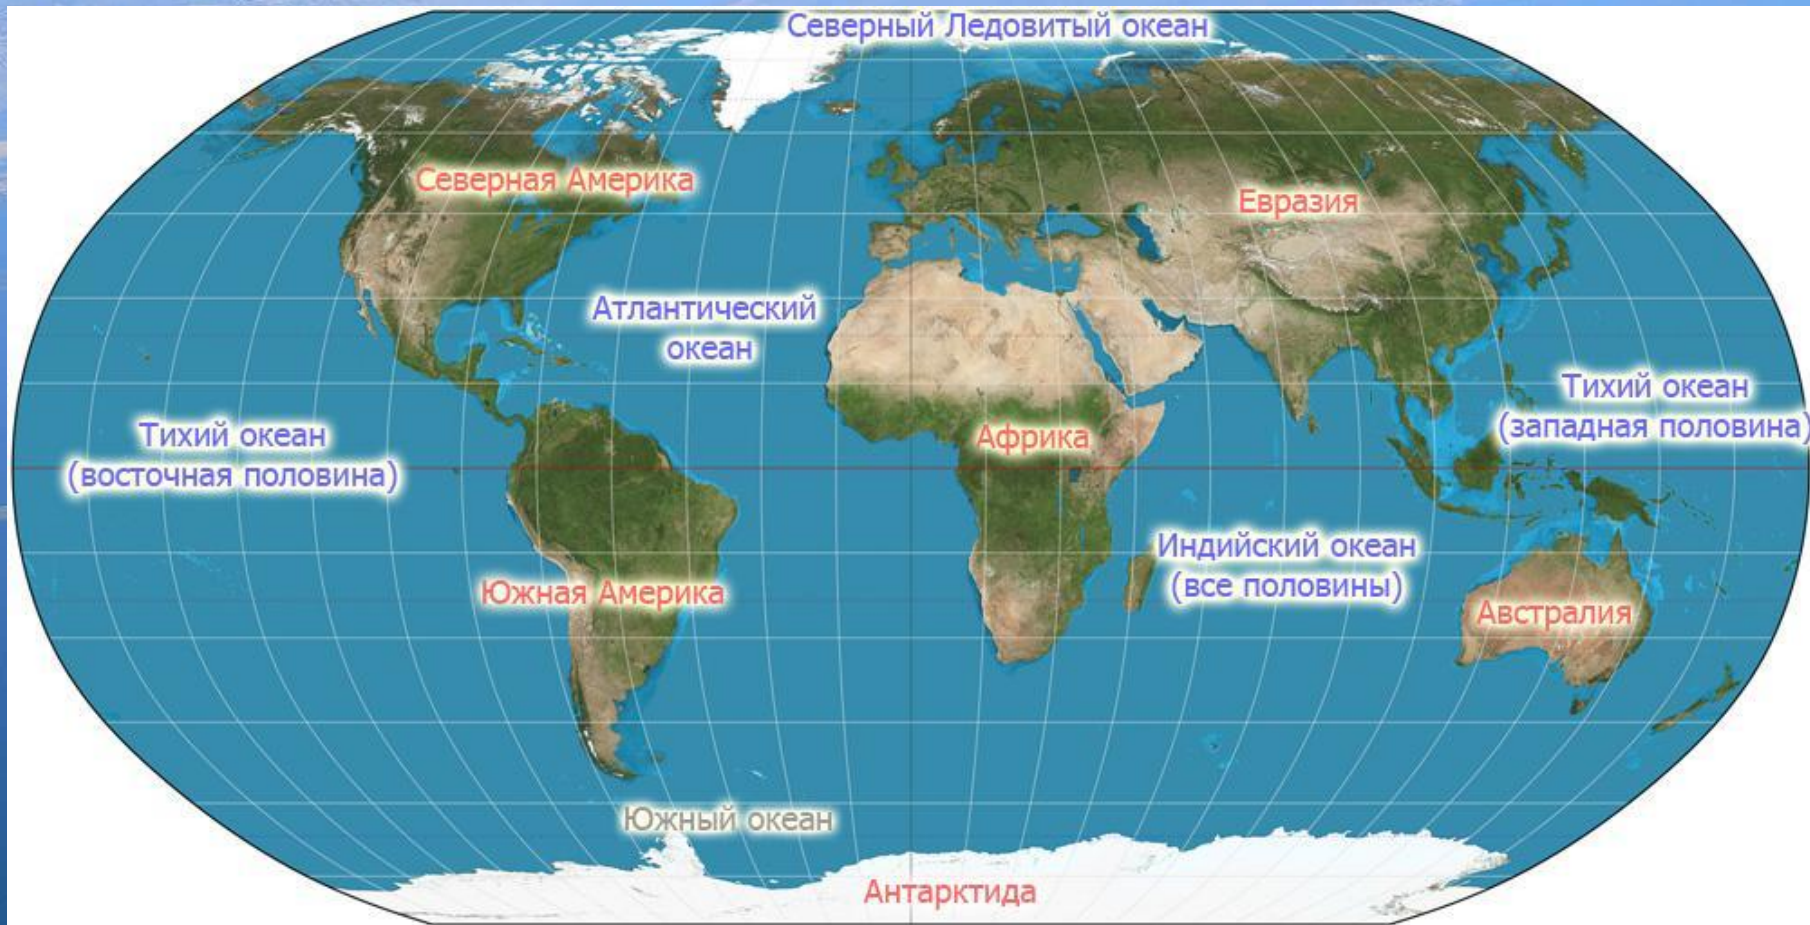 Северный Ледовитый океан
Северная Америка
Евразия
Атлантический
океан
Тихий океан
(западная половина)
Тихий океан
(восточная половина)
Африка
Индийский океан
(все половины)
Южная Америка
Австралия
Южный океан
Антарктида